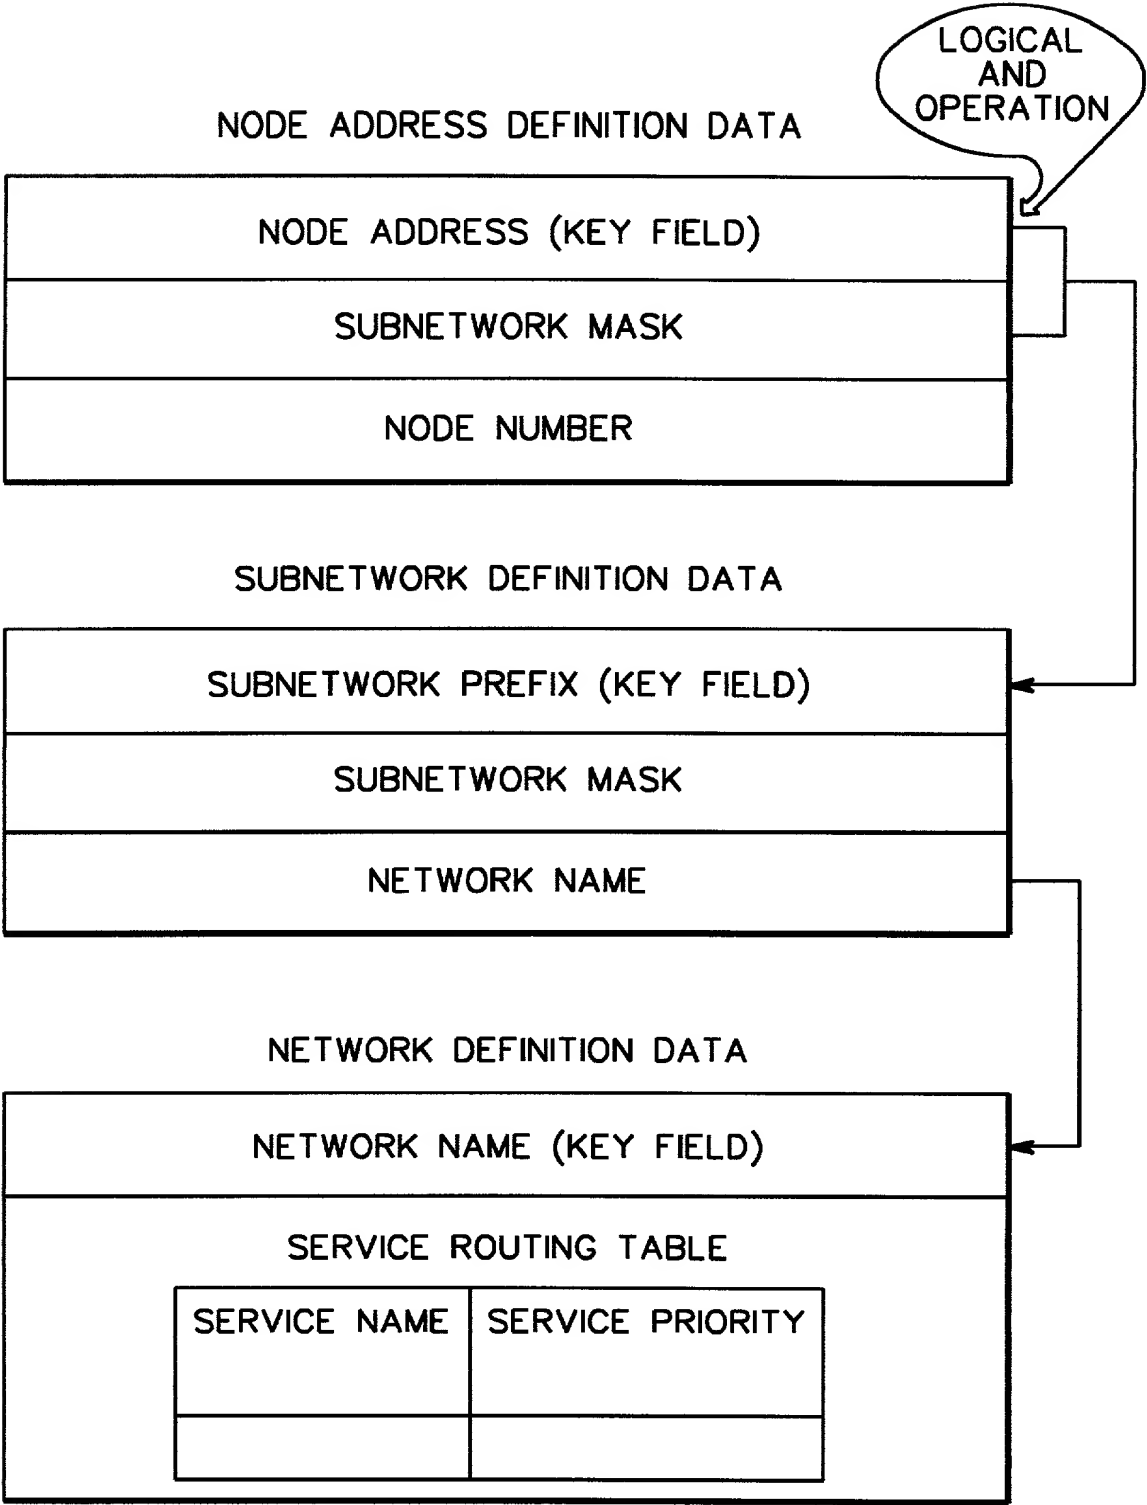 LOGICAL
AND
OPERATION
NODE ADDRESS DEFINITION DATA
NODE ADDRESS (KEY FIELD)
SUBNETWORK MASK
NODE NUMBER
SUBNETWORK DEFINITION DATA
SUBNETWORK PREFIX (KEY FIELD)
SUBNETWORK MASK
NETWORK NAME
NETWORK DEFINITION DATA
NETWORK NAME (KEY FIELD)
SERVICE ROUTING TABLE
SERVICE NAME
SERVICE PRIORITY